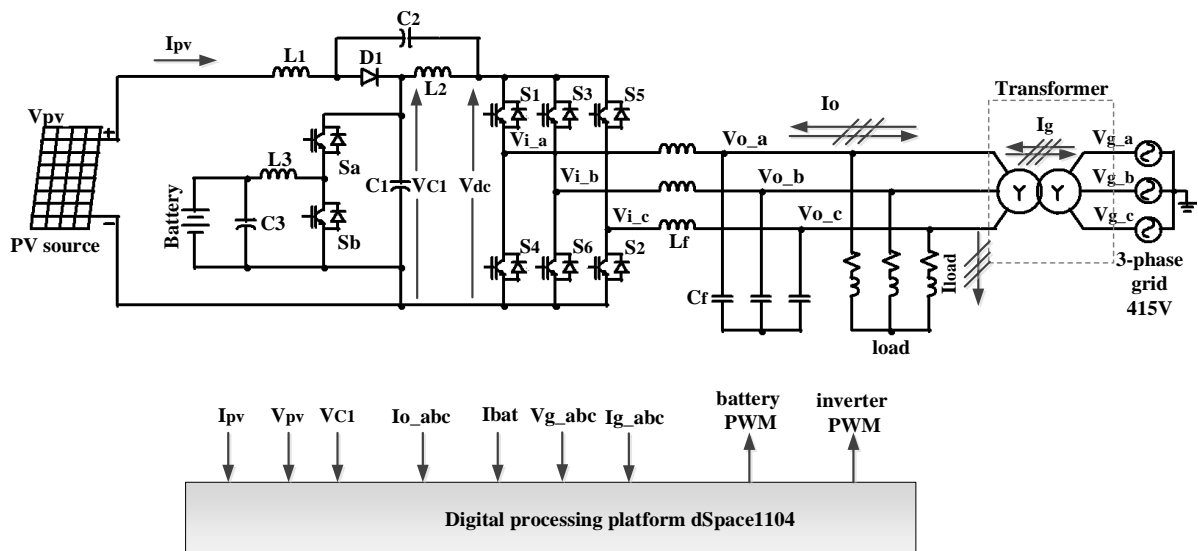 C2
Ipv
L1
D1
L2
Vpv
+
S1
S3
S5
Io
Transformer
Ig
Vi_a
Vo_a
Vg_a
Sa
L3
C1
VC1
Vdc
Vi_b
Vo_b
Y
Y
Vg_b
Battery
C3
Sb
Vi_c
Vo_c
Vg_c
PV source
–
S4
S6
S2
Lf
Cf
Iload
3-phase
grid
415V
load
Ipv
Vpv
VC1
Io_abc
Ibat
Vg_abc
Ig_abc
battery
PWM
inverter
PWM
Digital processing platform dSpace1104